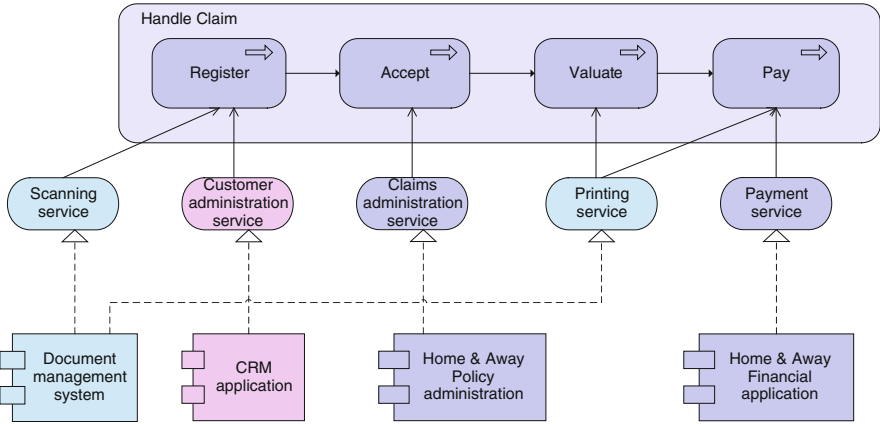 Handle Claim
Register
Accept
Valuate
Pay
Scanning
service
Customer
administration
service
Claims
administration
service
Printing
service
Payment
service
Document
management
system
CRM
application
Home & Away
Policy
administration
Home & Away
Financial
application